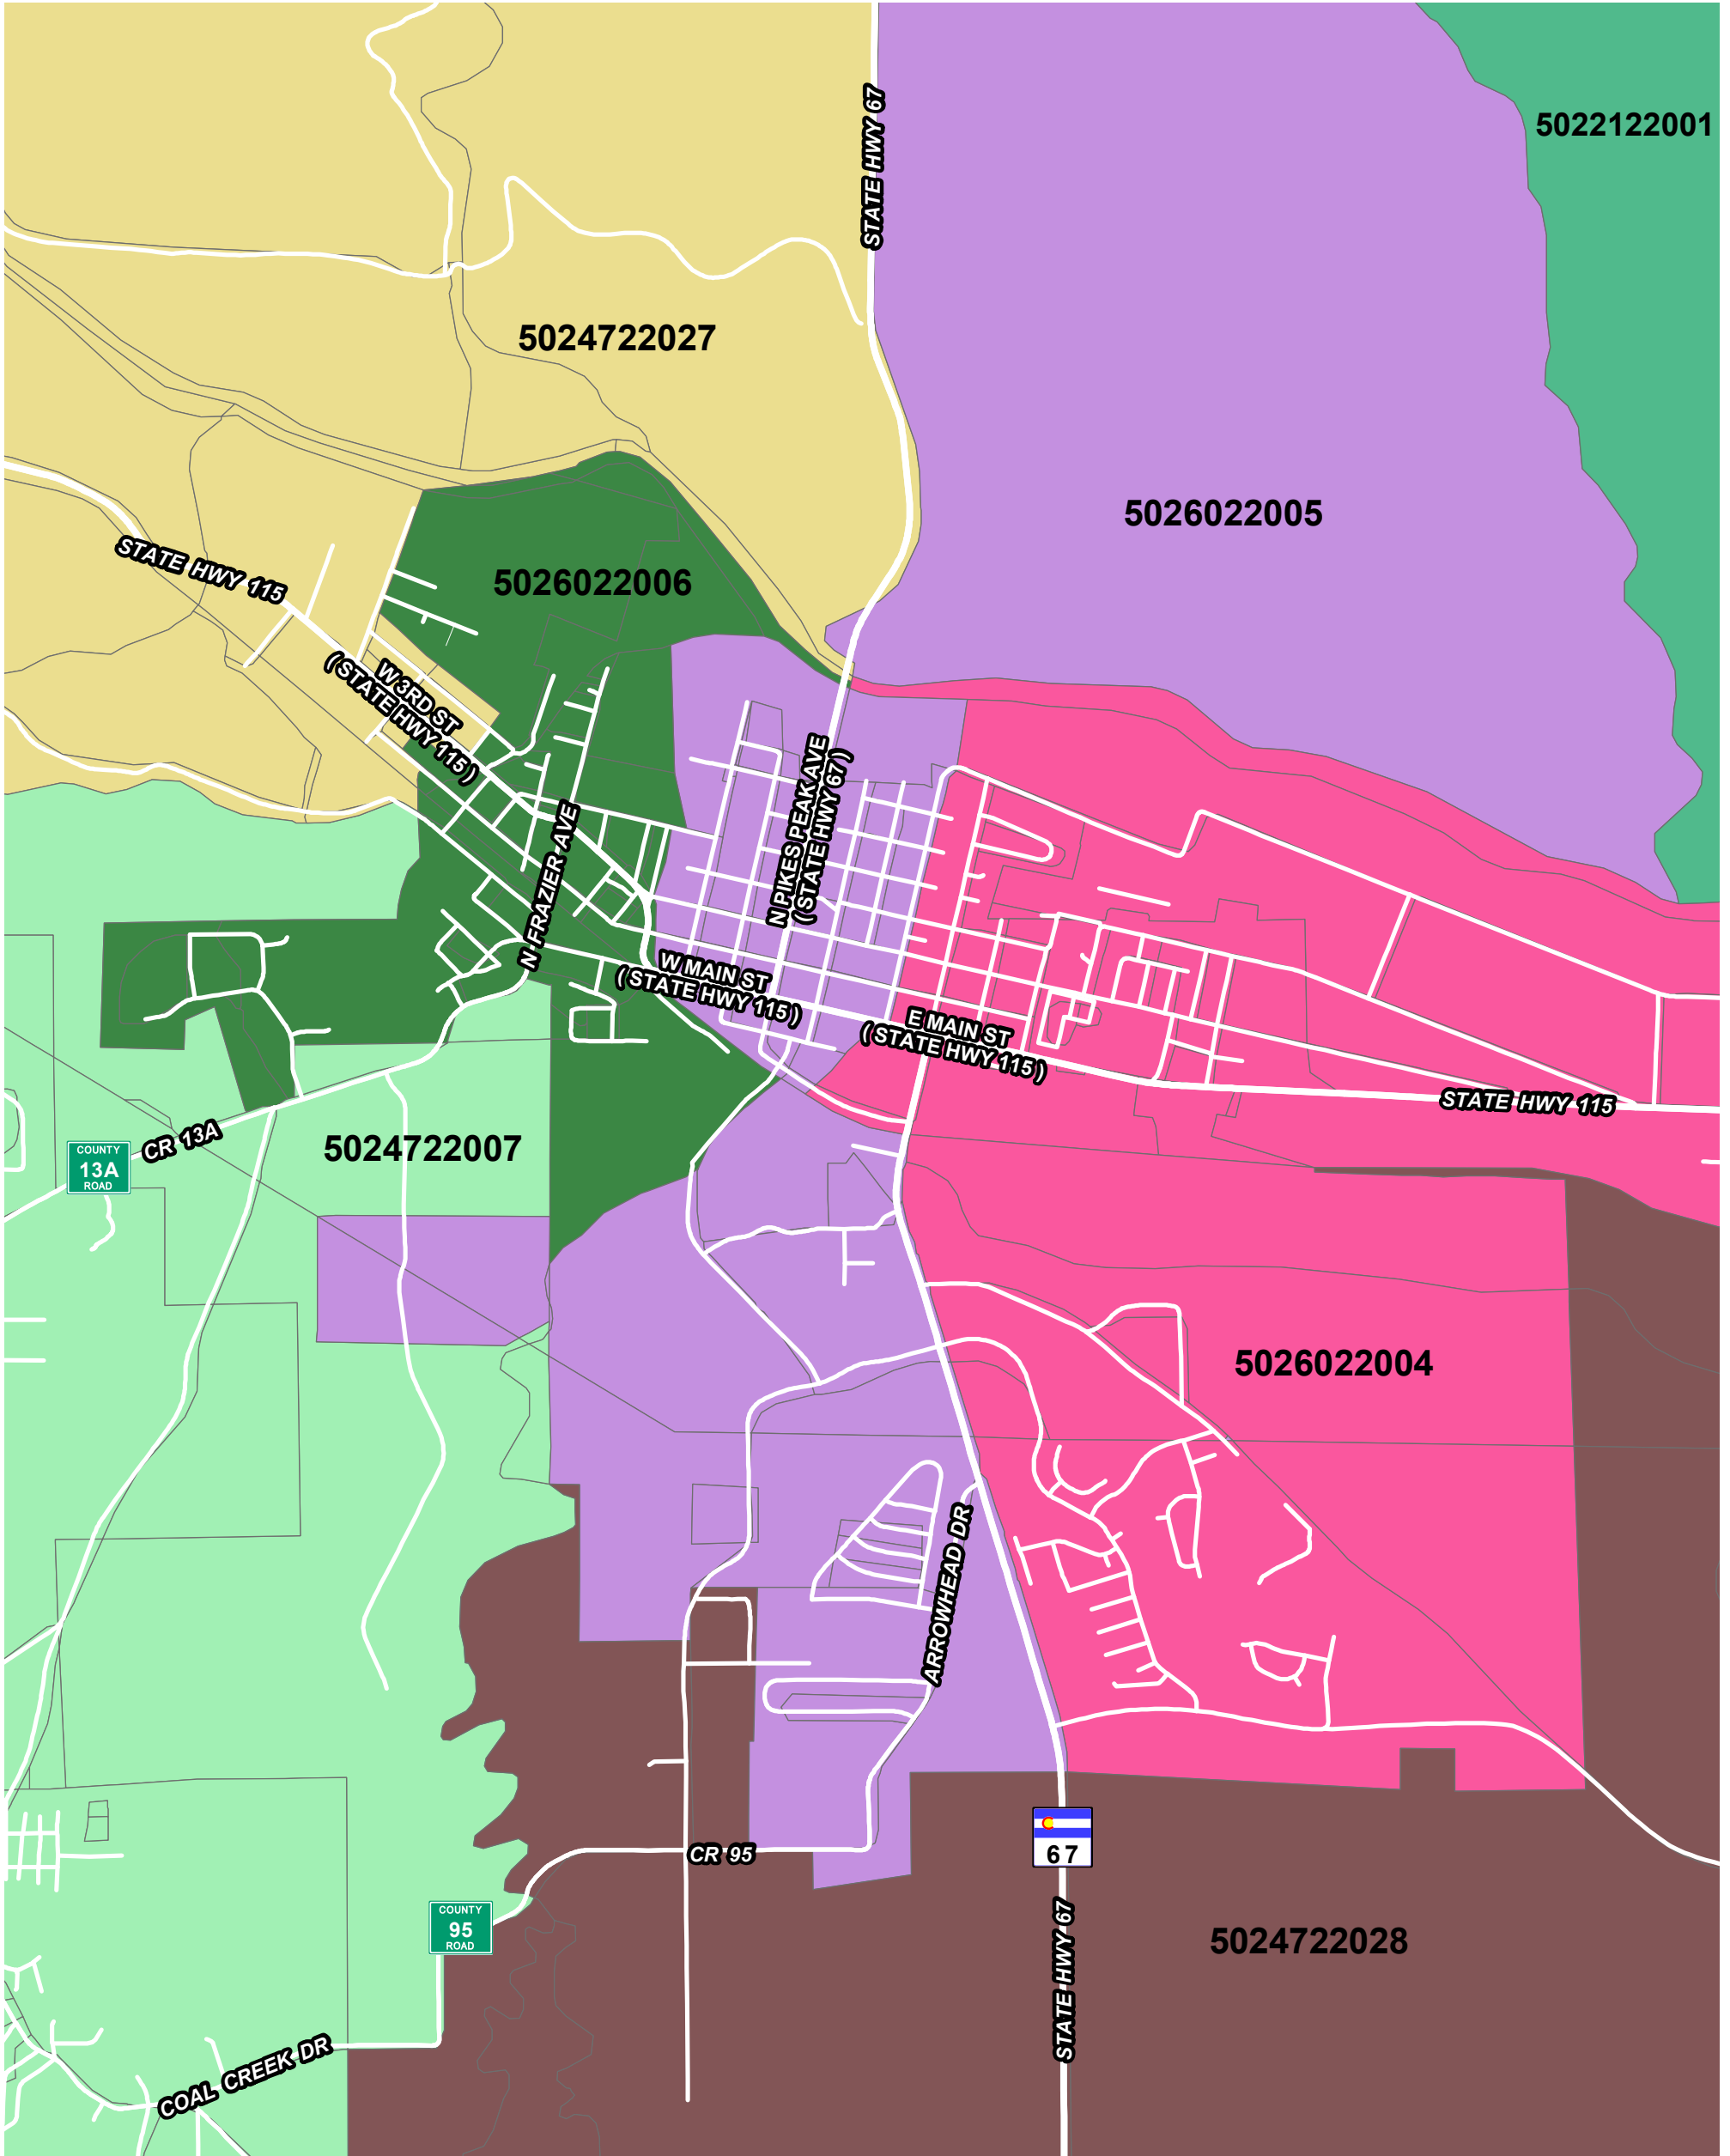 STATE HWY 67
5022122001
5024722027
5026022005
STATE HWY 115
5026022006
W 3RD ST
( STATE HWY 115 )
N PIKES PEAK AVE
( STATE HWY 67 )
N FRAZIER AVE
W MAIN ST
( STATE HWY 115 )
E MAIN ST
( STATE HWY 115 )
STATE HWY 115
CR 13A
COUNTY
13A
ROAD
5024722007
5026022004
ARROWHEAD DR
67
CR 95
COUNTY
95
ROAD
5024722028
STATE HWY 67
COAL CREEK DR